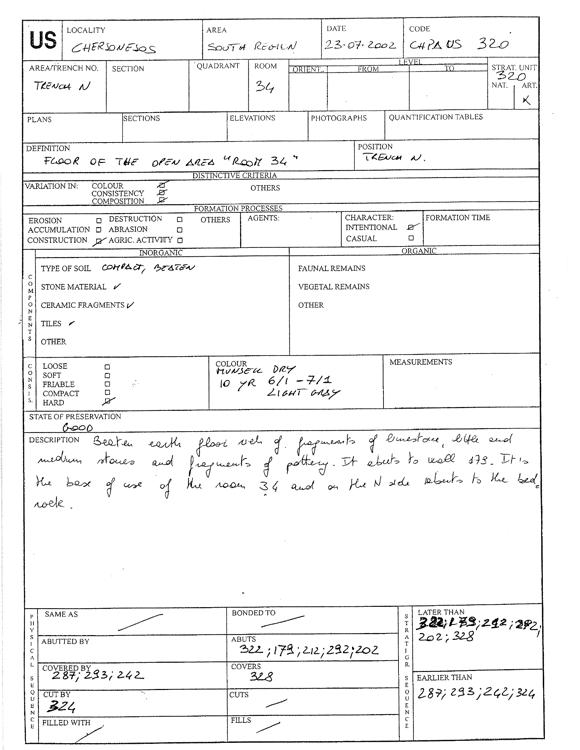 US
LOCALITY
CHERSONESOS
AREA
SOUTH REGION
DATE
23·07·2002
CODE
CHPA US 320
AREA/TRENCH NO.
TRENCH N
SECTION
QUADRANT
ROOM
34
LEVEL
ORIENT.
FROM
TO
STRAT. UNIT
320
NAT.
ART.
X
PLANS
SECTIONS
ELEVATIONS
PHOTOGRAPHS
QUANTIFICATION TABLES
DEFINITION
FLOOR OF THE OPEN AREA "ROOM 34"
POSITION
TRENCH N.
DISTINCTIVE CRITERIA
VARIATION IN:
COLOUR
CONSISTENCY
COMPOSITION
OTHERS
FORMATION PROCESSES
EROSION
DESTRUCTION
ACCUMULATION
ABRASION
CONSTRUCTION
AGRIC. ACTIVITY
OTHERS
AGENTS:
CHARACTER:
INTENTIONAL
CASUAL
FORMATION TIME
COMPONENTS
INORGANIC
ORGANIC
TYPE OF SOIL COMPACT, BEATEN
STONE MATERIAL ✓
CERAMIC FRAGMENTS ✓
TILES ✓
OTHER
FAUNAL REMAINS
VEGETAL REMAINS
OTHER
CONSIS.
LOOSE
SOFT
FRIABLE
COMPACT
HARD
COLOUR
MUNSELL DRY
10 YR 6/1 - 7/1
LIGHT GRAY
MEASUREMENTS
STATE OF PRESERVATION
GOOD
DESCRIPTION Beaten earth floor rich of fragments of limestone, little and
medium stones and fragments of pottery. It abuts to wall 179. It is
the base of use of the room 34 and on the N side abuts to the bed
rock.
PHYSICAL SEQUENCE
SAME AS
BONDED TO
ABUTTED BY
ABUTS
322;179;212;292;202
COVERED BY
287;293;242
COVERS
328
CUT BY
324
CUTS
FILLED WITH
FILLS
STRATIGR. SEQUENCE
LATER THAN
322;179;212;292;
202;328
EARLIER THAN
287;293;242;324